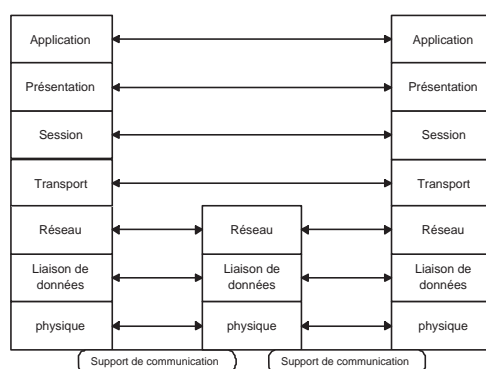 Application
Application
Présentation
Présentation
Session
Session
Transport
Transport
Réseau
Réseau
Réseau
Liaison de
données
Liaison de
données
Liaison de
données
physique
physique
physique
Support de communication
Support de communication